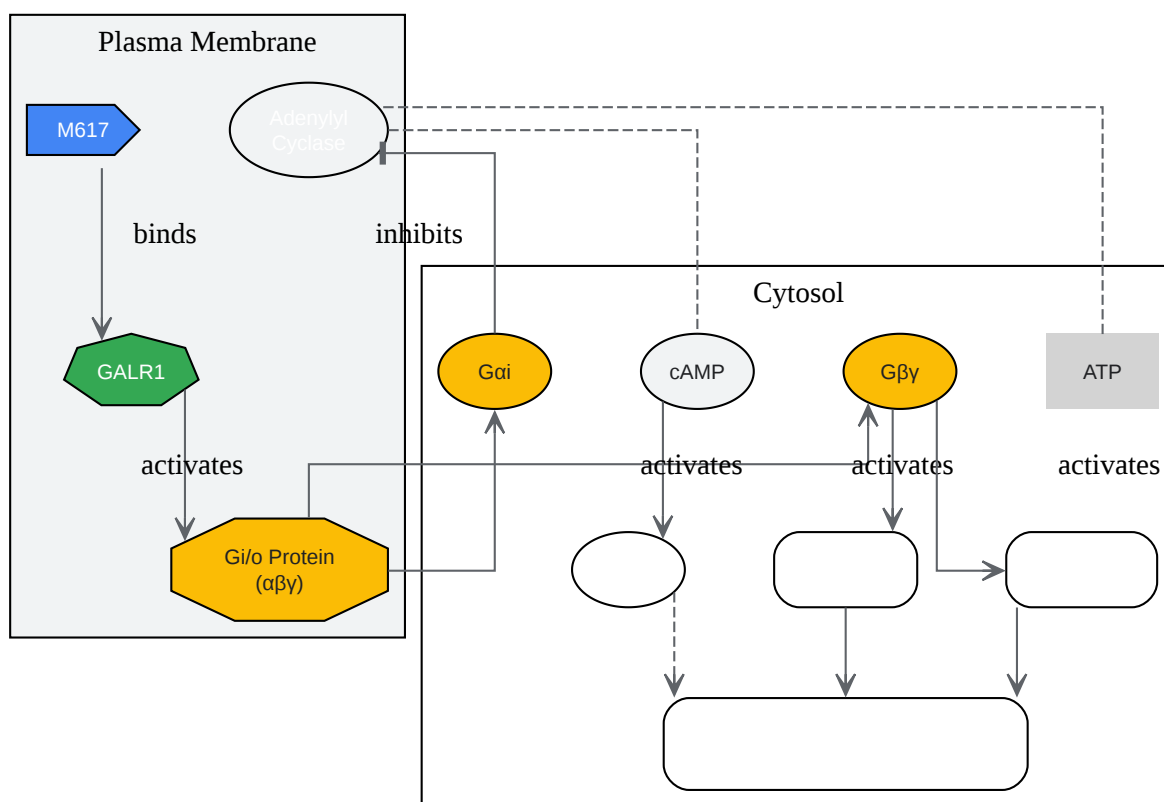 Plasma Membrane
M617
Adenylyl
Cyclase
binds
inhibits
Cytosol
GALR1
Gαi
cAMP
Gβγ
ATP
activates
activates
activates
activates
Gi/o Protein
(αβγ)